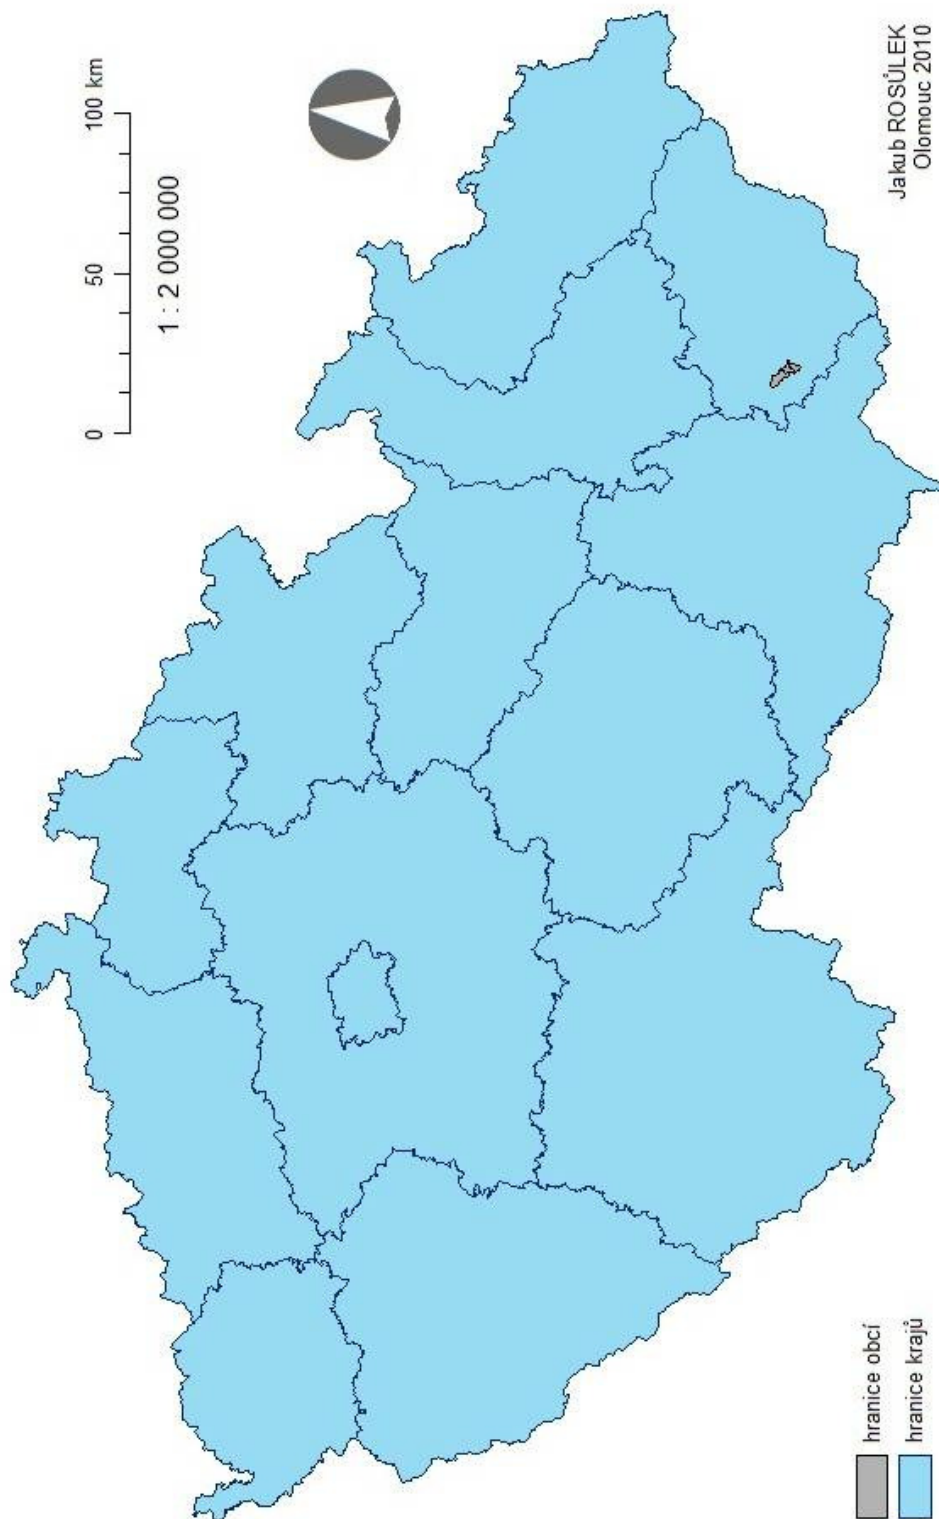 0 50 100 km
1 : 2 000 000
hranice obcí
hranice krajů
Jakub ROSŮLEK
Olomouc 2010